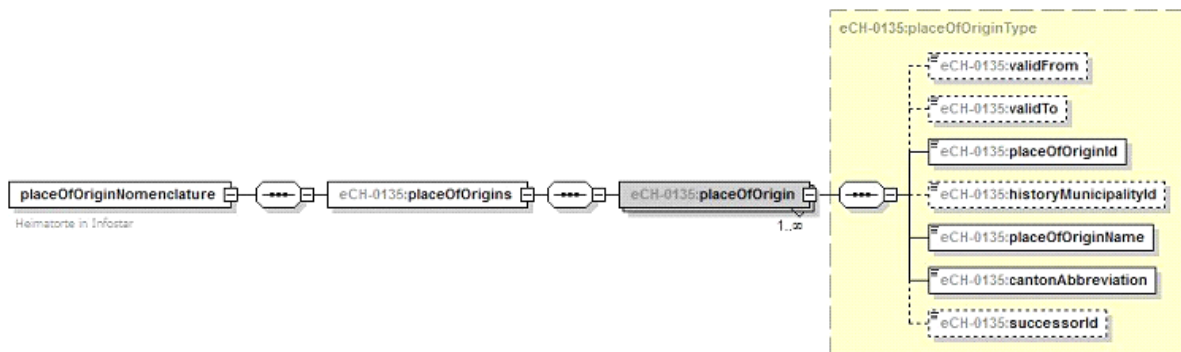 eCH-0135:placeOfOriginType
eCH-0135:validFrom
eCH-0135:validTo
eCH-0135:placeOfOriginId
placeOfOriginNomenclature
eCH-0135:placeOfOrigins
eCH-0135:placeOfOrigin
eCH-0135:historyMunicipalityId
Heimatorte in Infostar
1..∞
eCH-0135:placeOfOriginName
eCH-0135:cantonAbbreviation
eCH-0135:successorId